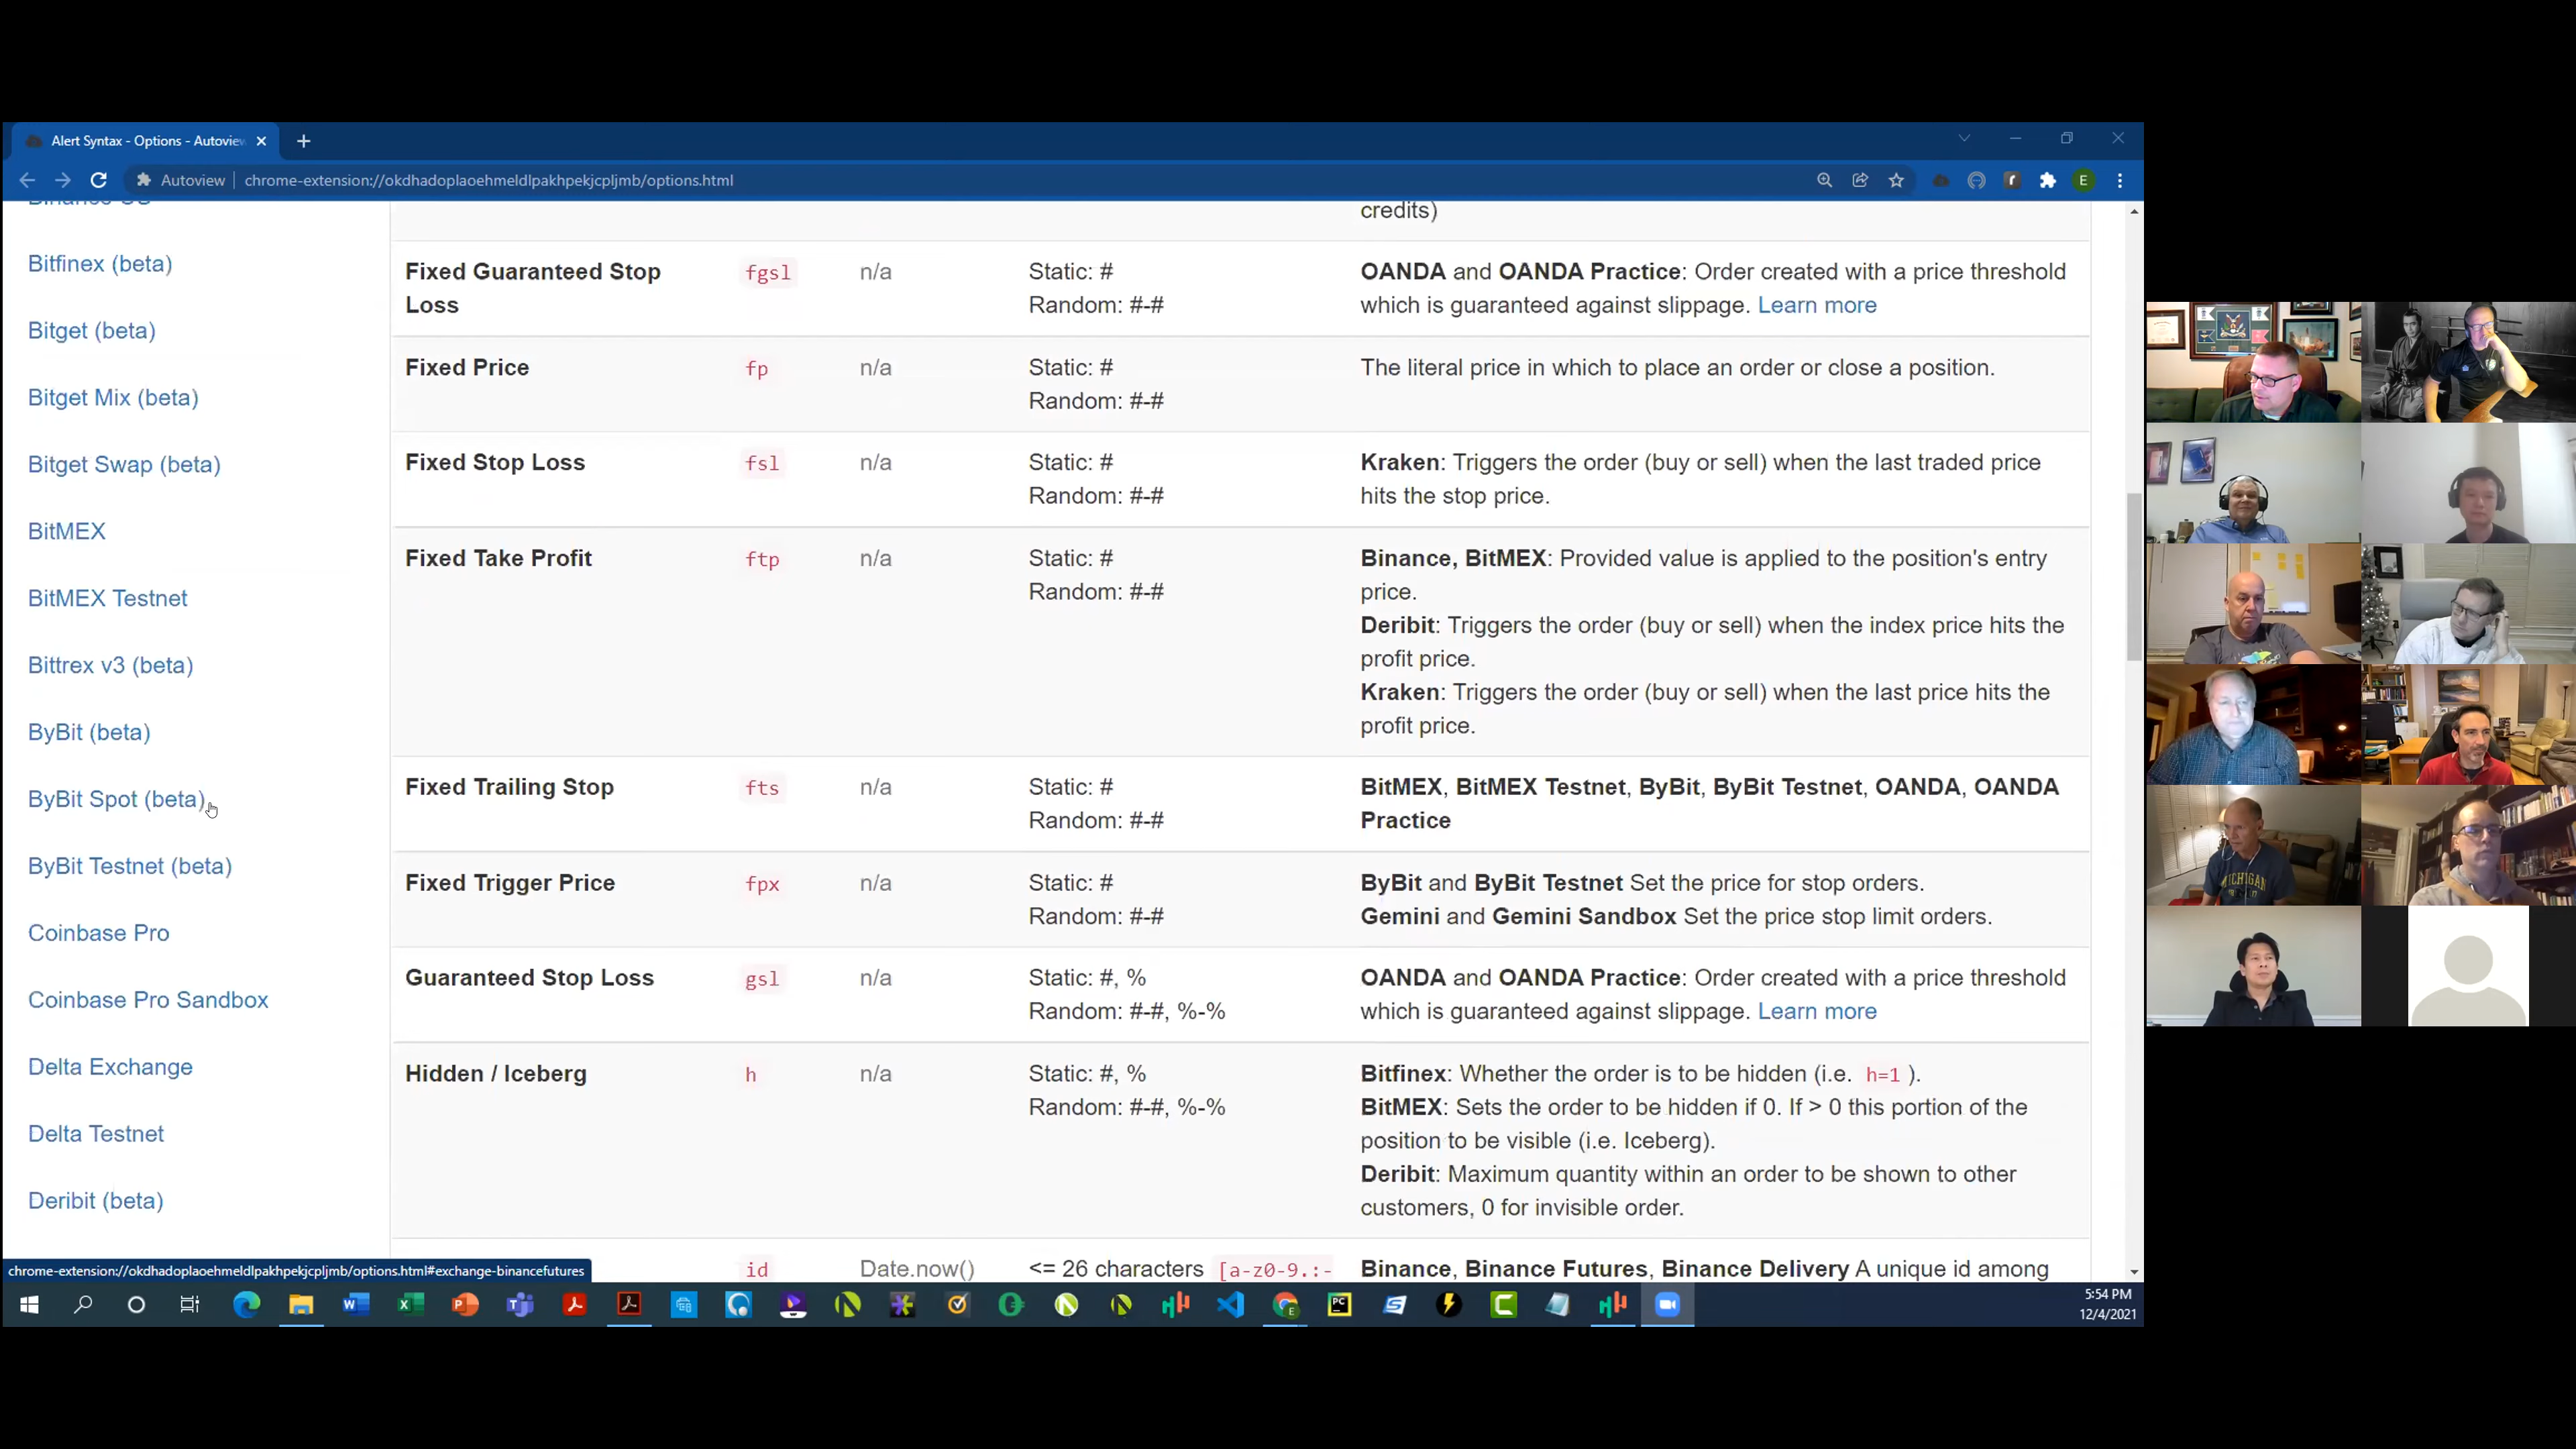 Alert Syntax - Options - Autoview
Autoview
chrome-extension://okdhadoplaoehmeldlpakhpekjcpljmb/options.html
E
Binance US
Bitfinex (beta)
Bitget (beta)
Bitget Mix (beta)
Bitget Swap (beta)
BitMEX
BitMEX Testnet
Bittrex v3 (beta)
ByBit (beta)
ByBit Spot (beta)
ByBit Testnet (beta)
Coinbase Pro
Coinbase Pro Sandbox
Delta Exchange
Delta Testnet
Deribit (beta)
credits)
Fixed Guaranteed Stop
Loss
fgsl
n/a
Static: #
Random: #-#
OANDA and OANDA Practice: Order created with a price threshold
which is guaranteed against slippage. Learn more
Fixed Price
fp
n/a
Static: #
Random: #-#
The literal price in which to place an order or close a position.
Fixed Stop Loss
fsl
n/a
Static: #
Random: #-#
Kraken: Triggers the order (buy or sell) when the last traded price
hits the stop price.
Fixed Take Profit
ftp
n/a
Static: #
Random: #-#
Binance, BitMEX: Provided value is applied to the position's entry
price.
Deribit: Triggers the order (buy or sell) when the index price hits the
profit price.
Kraken: Triggers the order (buy or sell) when the last price hits the
profit price.
Fixed Trailing Stop
fts
n/a
Static: #
Random: #-#
BitMEX, BitMEX Testnet, ByBit, ByBit Testnet, OANDA, OANDA
Practice
Fixed Trigger Price
fpx
n/a
Static: #
Random: #-#
ByBit and ByBit Testnet Set the price for stop orders.
Gemini and Gemini Sandbox Set the price stop limit orders.
Guaranteed Stop Loss
gsl
n/a
Static: #, %
Random: #-#, %-%
OANDA and OANDA Practice: Order created with a price threshold
which is guaranteed against slippage. Learn more
Hidden / Iceberg
h
n/a
Static: #, %
Random: #-#, %-%
Bitfinex: Whether the order is to be hidden (i.e. h=1 ).
BitMEX: Sets the order to be hidden if 0. If > 0 this portion of the
position to be visible (i.e. Iceberg).
Deribit: Maximum quantity within an order to be shown to other
customers, 0 for invisible order.
id
Date.now()
<= 26 characters [a-z0-9.:-
Binance, Binance Futures, Binance Delivery A unique id among
chrome-extension://okdhadoplaoehmeldlpakhpekjcpljmb/options.html#exchange-binancefutures
5:54 PM
12/4/2021
MICHIGAN